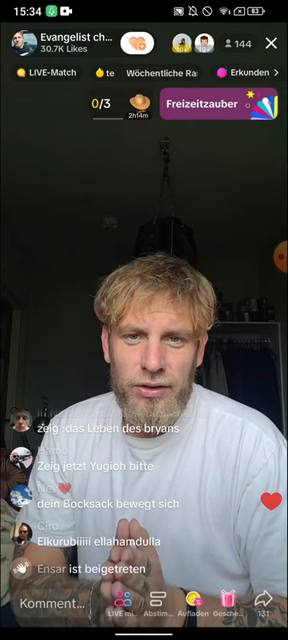 15:34
83
Evangelist ch...
30.7K Likes
144
LIVE-Match
te
Wöchentliche Ra
Erkunden >
0/3
2h14m
Freizeitzauber
zeig :das Leben des bryans
Zeig jetzt Yugioh bitte
dein Bocksack bewegt sich
Ciro
Elkurubiiiii ellahamdulla
Ensar ist beigetreten
Kommentar...
LIVE mi...
Abstim...
Aufladen
Gesche...
131